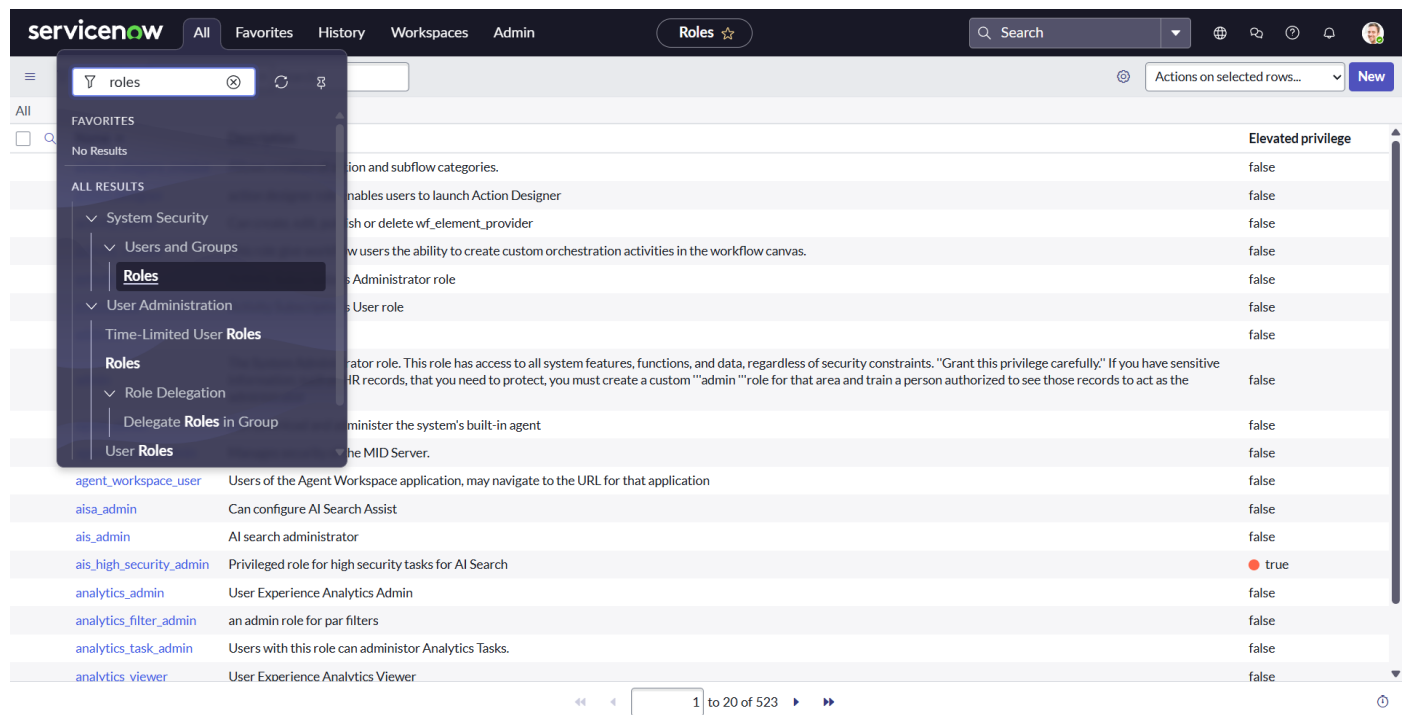 servicenow All Favorites History Workspaces Admin Roles Search
roles Actions on selected rows... New
All
FAVORITES
No Results
ALL RESULTS
System Security
Users and Groups
Roles
User Administration
Time-Limited User Roles
Roles
Role Delegation
Delegate Roles in Group
User Roles
Elevated privilege
ion and subflow categories. false
nables users to launch Action Designer false
sh or delete wf_element_provider false
w users the ability to create custom orchestration activities in the workflow canvas. false
s Administrator role false
s User role false
false
rator role. This role has access to all system features, functions, and data, regardless of security constraints. "Grant this privilege carefully." If you have sensitive
HR records, that you need to protect, you must create a custom '"admin '"role for that area and train a person authorized to see those records to act as the false
minister the system's built-in agent false
he MID Server. false
agent_workspace_user Users of the Agent Workspace application, may navigate to the URL for that application false
aisa_admin Can configure AI Search Assist false
ais_admin AI search administrator false
ais_high_security_admin Privileged role for high security tasks for AI Search true
analytics_admin User Experience Analytics Admin false
analytics_filter_admin an admin role for par filters false
analytics_task_admin Users with this role can administor Analytics Tasks. false
analytics_viewer User Experience Analytics Viewer false
1 to 20 of 523